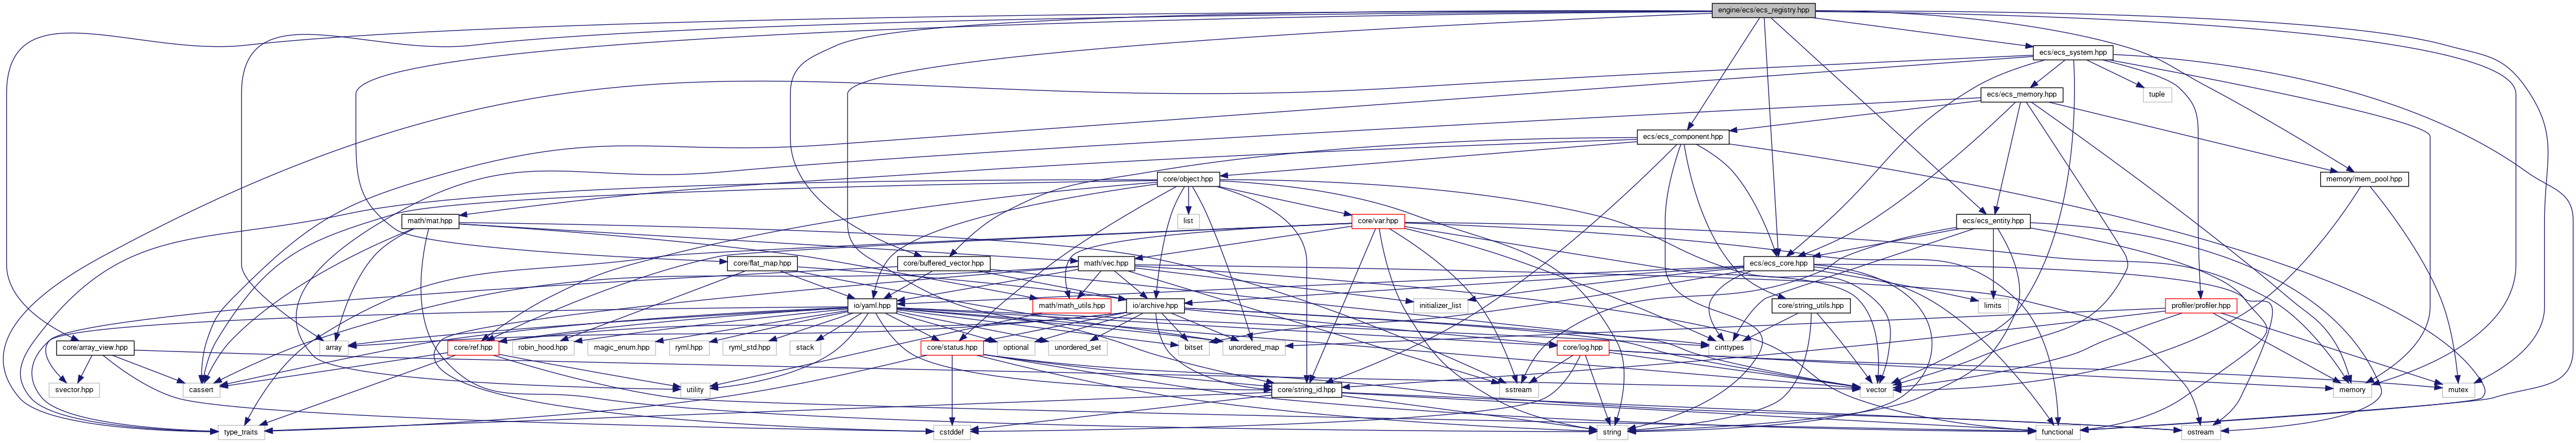 engine/ecs/ecs_registry.hpp
ecs/ecs_system.hpp
ecs/ecs_memory.hpp
tuple
ecs/ecs_component.hpp
core/object.hpp
memory/mem_pool.hpp
math/mat.hpp
list
core/var.hpp
ecs/ecs_entity.hpp
core/flat_map.hpp
core/buffered_vector.hpp
math/vec.hpp
ecs/ecs_core.hpp
io/yaml.hpp
math/math_utils.hpp
io/archive.hpp
initializer_list
core/string_utils.hpp
limits
profiler/profiler.hpp
core/array_view.hpp
array
core/ref.hpp
robin_hood.hpp
magic_enum.hpp
ryml.hpp
ryml_std.hpp
stack
core/status.hpp
optional
unordered_set
bitset
unordered_map
core/log.hpp
cinttypes
svector.hpp
cassert
utility
core/string_id.hpp
sstream
vector
memory
mutex
type_traits
cstddef
string
functional
ostream